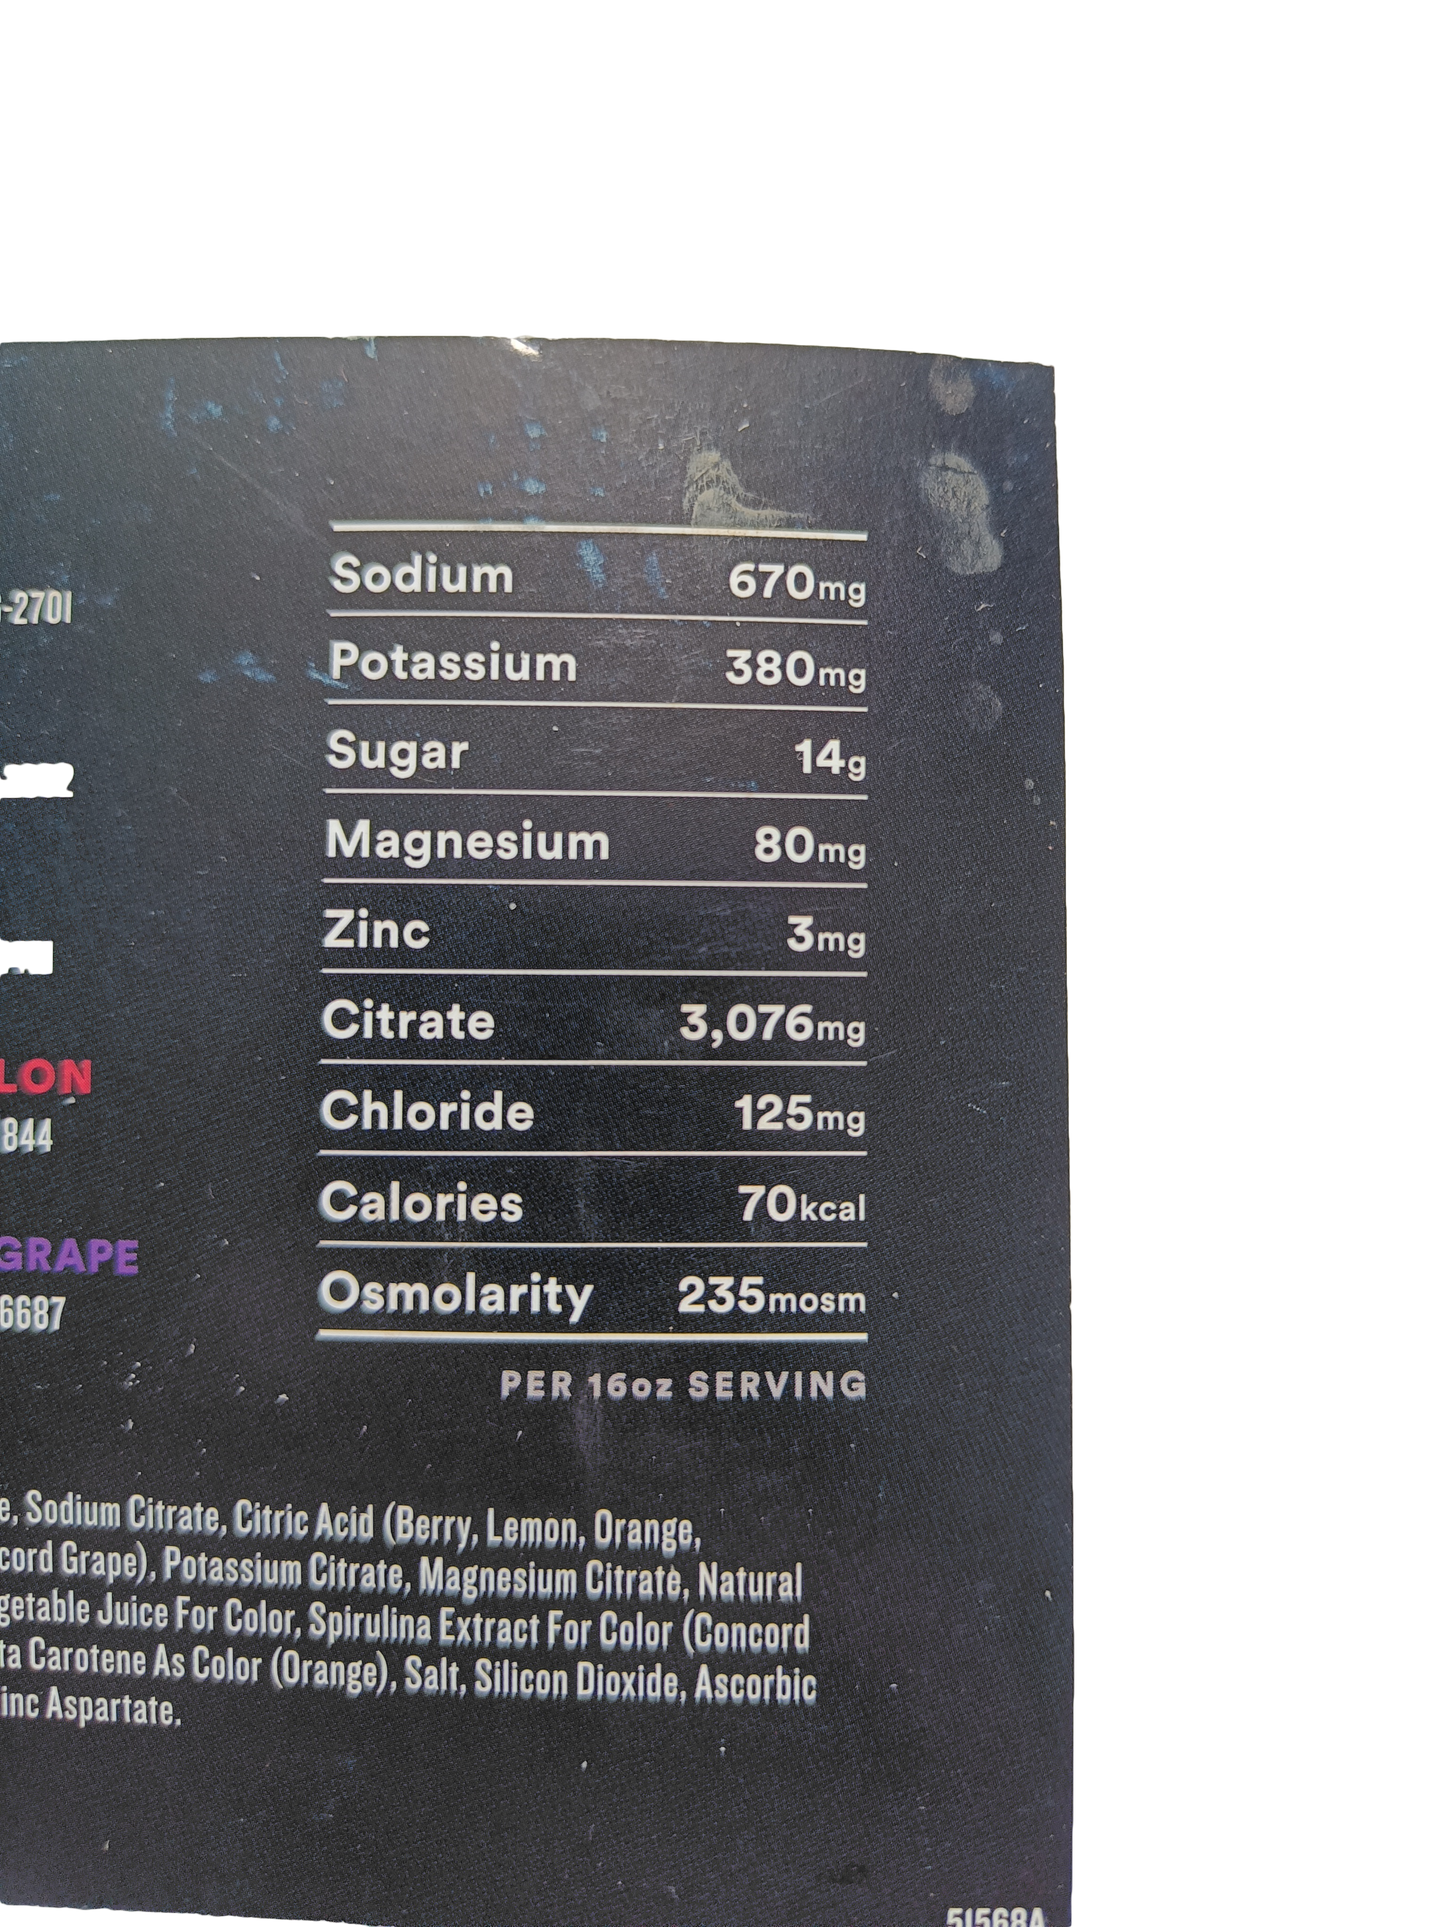 -2701
LON
844
GRAPE
6687
Sodium 670mg
Potassium 380mg
Sugar 14g
Magnesium 80mg
Zinc 3mg
Citrate 3,076mg
Chloride 125mg
Calories 70kcal
Osmolarity 235mosm
PER 16oz SERVING
e, Sodium Citrate, Citric Acid (Berry, Lemon, Orange,
cord Grape), Potassium Citrate, Magnesium Citrate, Natural
getable Juice For Color, Spirulina Extract For Color (Concord
ta Carotene As Color (Orange), Salt, Silicon Dioxide, Ascorbic
inc Aspartate.
51568A